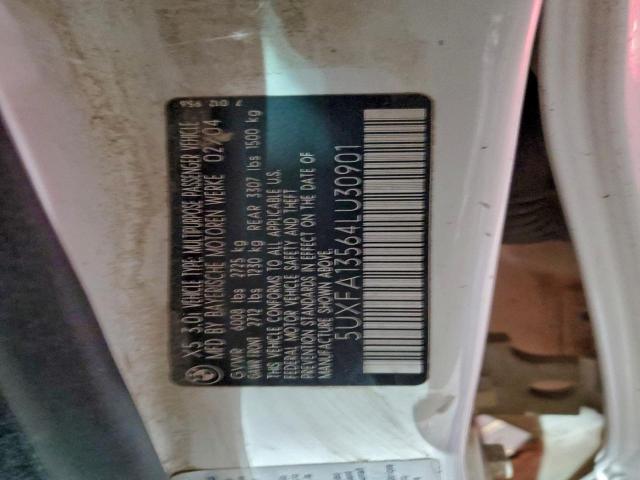 X5 3.0I VEHICLE TYPE: MULTIPURPOSE PASSENGER VEHICLE
MFD BY BAYERISCHE MOTOREN WERKE 02/04
GVWR 6008 lbs 2725 kg
GAWR FRONT 2712 lbs 1230 kg REAR 3307 lbs 1500 kg
THIS VEHICLE CONFORMS TO ALL APPLICABLE U.S.
FEDERAL MOTOR VEHICLE SAFETY AND THEFT
PREVENTION STANDARDS IN EFFECT ON THE DATE OF
MANUFACTURE SHOWN ABOVE.
5UXFA13564LU30901